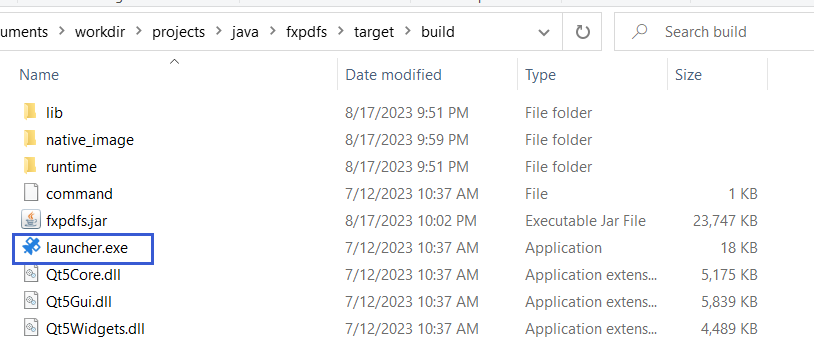 uments > workdir > projects > java > fxpdfs > target > build Search build
Name Date modified Type Size
lib 8/17/2023 9:51 PM File folder
native_image 8/17/2023 9:59 PM File folder
runtime 8/17/2023 9:51 PM File folder
command 7/12/2023 10:37 AM File 1 KB
fxpdfs.jar 8/17/2023 10:02 PM Executable Jar File 23,747 KB
launcher.exe 7/12/2023 10:37 AM Application 18 KB
Qt5Core.dll 7/12/2023 10:37 AM Application extens... 5,175 KB
Qt5Gui.dll 7/12/2023 10:37 AM Application extens... 5,839 KB
Qt5Widgets.dll 7/12/2023 10:37 AM Application extens... 4,489 KB